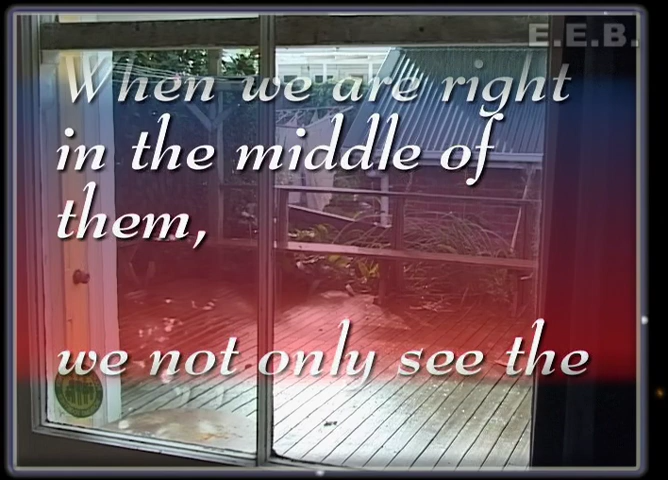 E.E.B.
When we are right
in the middle of
them,
we not only see the